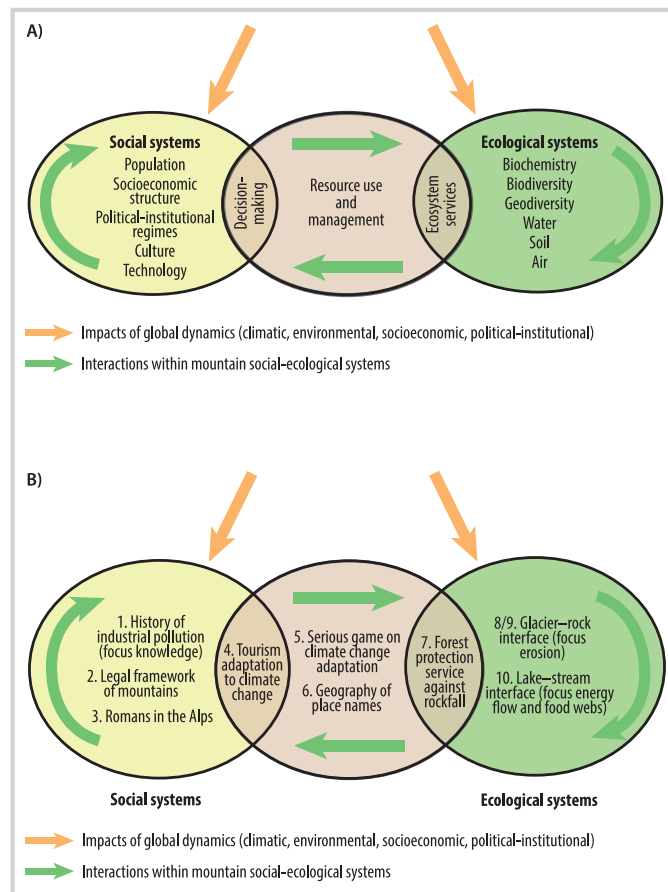 A)
Social systems
Population
Socioeconomic
structure
Political-institutional
regimes
Culture
Technology
Decision-
making
Resource use
and
management
Ecosystem
services
Ecological systems
Biochemistry
Biodiversity
Geodiversity
Water
Soil
Air
Impacts of global dynamics (climatic, environmental, socioeconomic, political-institutional)
Interactions within mountain social-ecological systems
B)
1. History of
industrial pollution
(focus knowledge)
2. Legal framework
of mountains
3. Romans in the Alps
4. Tourism
adaptation
to climate
change
5. Serious game on
climate change
adaptation
6. Geography of
place names
7. Forest
protection
service
against
rockfall
8/9. Glacier–rock
interface (focus
erosion)
10. Lake–stream
interface (focus energy
flow and food webs)
Social systems
Ecological systems
Impacts of global dynamics (climatic, environmental, socioeconomic, political-institutional)
Interactions within mountain social-ecological systems